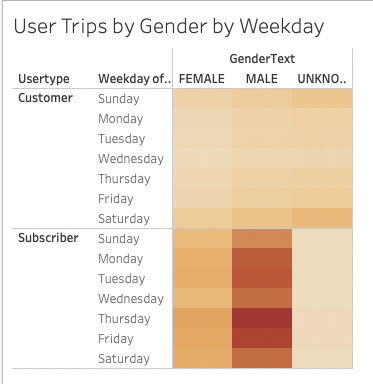 User Trips by Gender by Weekday
GenderText
Usertype Weekday of.. FEMALE MALE UNKNO..
Customer Sunday
Monday
Tuesday
Wednesday
Thursday
Friday
Saturday
Subscriber Sunday
Monday
Tuesday
Wednesday
Thursday
Friday
Saturday